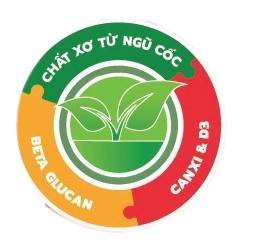 CHẤT XƠ TỪ NGŨ CỐC
CANXI & D3
BETA GLUCAN